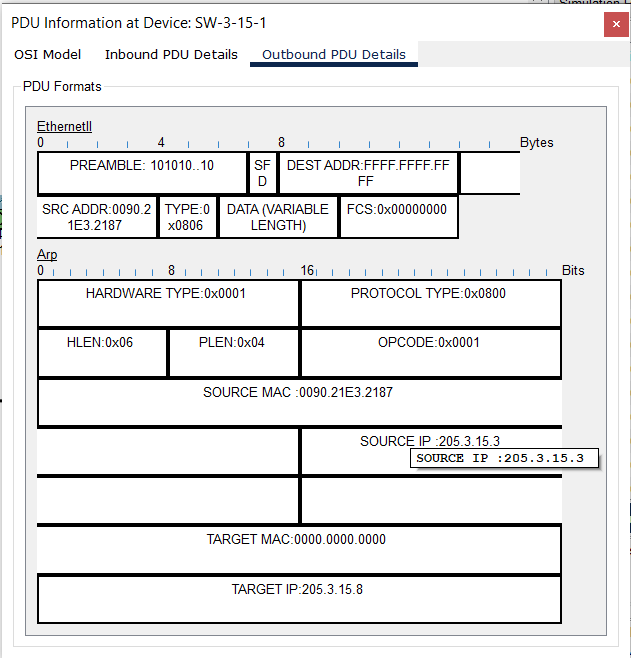 Simulation
PDU Information at Device: SW-3-15-1
OSI Model Inbound PDU Details Outbound PDU Details
PDU Formats
EthernetII
0 4 8 Bytes
PREAMBLE: 101010..10
SF
D
DEST ADDR:FFFF.FFFF.FF
FF
SRC ADDR:0090.2
1E3.2187
TYPE:0
x0806
DATA (VARIABLE
LENGTH)
FCS:0x00000000
Arp
0 8 16 Bits
HARDWARE TYPE:0x0001 PROTOCOL TYPE:0x0800
HLEN:0x06 PLEN:0x04 OPCODE:0x0001
SOURCE MAC :0090.21E3.2187
SOURCE IP :205.3.15.3
SOURCE IP :205.3.15.3
TARGET MAC:0000.0000.0000
TARGET IP:205.3.15.8